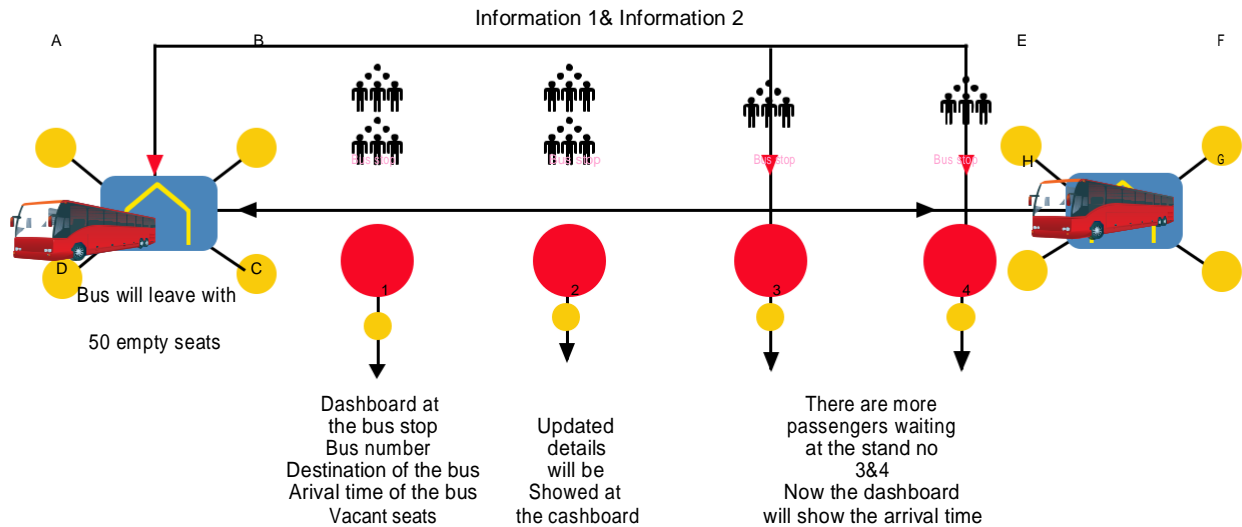 Information 1& Information 2
A
B
E
F
Bus stop
Bus stop
Bus stop
Bus stop
H
G
D
C
1
2
3
4
Bus will leave with
50 empty seats
Dashboard at
the bus stop
Bus number
Destination of the bus
Arival time of the bus
Vacant seats
Updated
details
will be
Showed at
the cashboard
There are more
passengers waiting
at the stand no
3&4
Now the dashboard
will show the arrival time